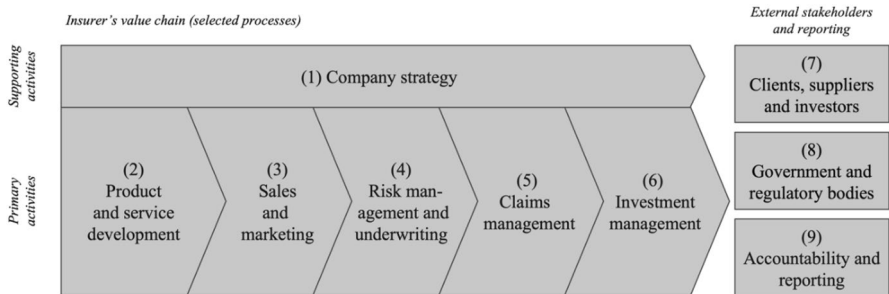 Insurer's value chain (selected processes)
External stakeholders
and reporting
Supporting
activities
(1) Company strategy
Primary
activities
(2)
Product
and service
development
(3)
Sales
and
marketing
(4)
Risk man-
agement and
underwriting
(5)
Claims
management
(6)
Investment
management
(7)
Clients, suppliers
and investors
(8)
Government and
regulatory bodies
(9)
Accountability and
reporting